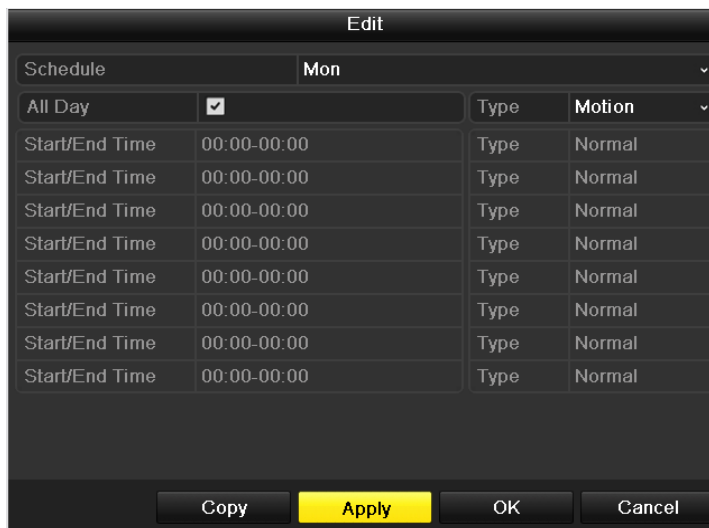 Edit
Schedule Mon
All Day Type Motion
Start/End Time 00:00-00:00 Type Normal
Start/End Time 00:00-00:00 Type Normal
Start/End Time 00:00-00:00 Type Normal
Start/End Time 00:00-00:00 Type Normal
Start/End Time 00:00-00:00 Type Normal
Start/End Time 00:00-00:00 Type Normal
Start/End Time 00:00-00:00 Type Normal
Start/End Time 00:00-00:00 Type Normal
Copy Apply OK Cancel